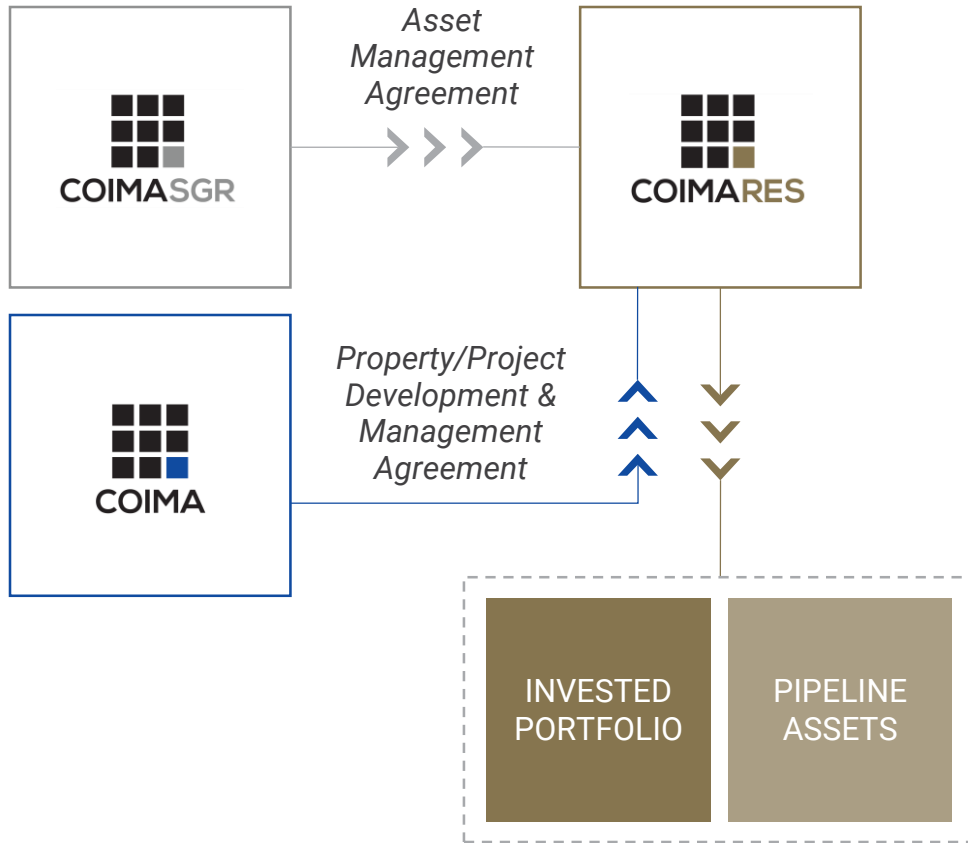 Asset
Management
Agreement
COIMASGR
COIMARES
Property/Project
Development &
Management
Agreement
COIMA
INVESTED
PORTFOLIO
PIPELINE
ASSETS